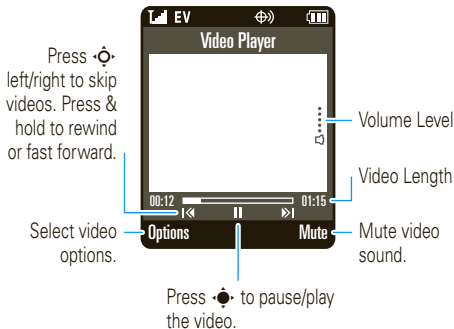 EV
Video Player
Press
left/right to skip
videos. Press &
hold to rewind
or fast forward.
Volume Level
Video Length
00:12
01:15
Select video
options.
Options
Mute
Mute video
sound.
Press to pause/play
the video.